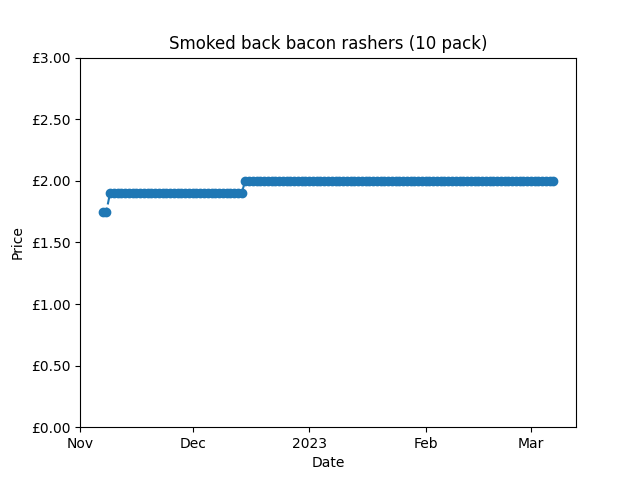 Smoked back bacon rashers (10 pack)
£3.00
£2.50
£2.00
£1.50
£1.00
£0.50
£0.00
Price
Nov Dec 2023 Feb Mar
Date